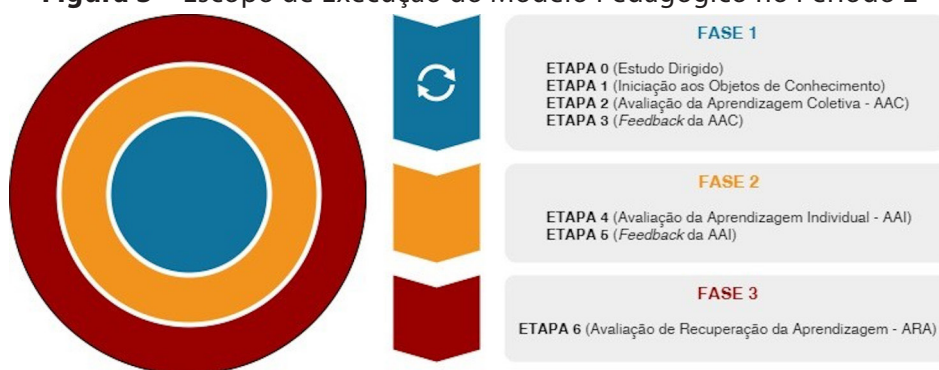 Figura 3 – Escopo de Execução do Modelo Pedagógico no Período 2
FASE 1
ETAPA 0 (Estudo Dirigido)
ETAPA 1 (Iniciação aos Objetos de Conhecimento)
ETAPA 2 (Avaliação da Aprendizagem Coletiva - AAC)
ETAPA 3 (Feedback da AAC)
FASE 2
ETAPA 4 (Avaliação da Aprendizagem Individual - AAI)
ETAPA 5 (Feedback da AAI)
FASE 3
ETAPA 6 (Avaliação de Recuperação da Aprendizagem - ARA)